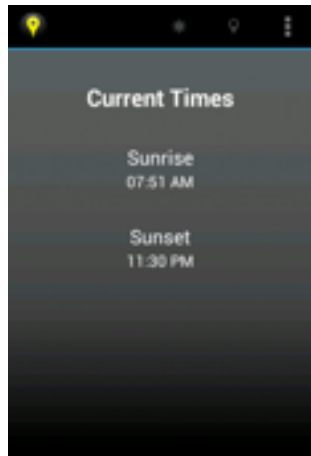 Current Times
Sunrise
07:51 AM
Sunset
11:30 PM